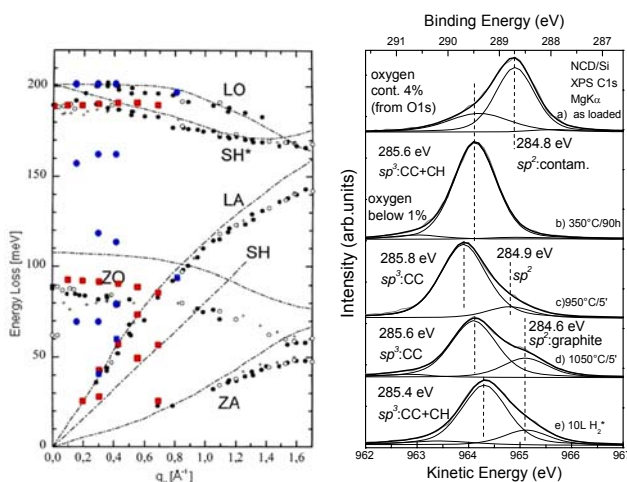 200
150
100
50
0,0
Energy Loss [meV]
LO
SH*
LA
SH
ZO
ZA
0,0 0,2 0,4 0,6 0,8 1,0 1,2 1,4 1,6
Binding Energy (eV)
291 290 289 288 287
oxygen
cont. 4%
(from O1s)
NCD/Si
XPS C1s
MgKα
a) as loaded
285.6 eV
sp³:CC+CH
284.8 eV
sp²:contam.
oxygen
below 1%
b) 350°C/90h
285.8 eV
sp³:CC
284.9 eV
sp²
c)950°C/5'
285.6 eV
sp³:CC
284.6 eV
sp²:graphite
d) 1050°C/5'
285.4 eV
sp³:CC+CH
e) 10L H₂*
Intensity (arb.units)
962 963 964 965 966
Kinetic Energy (eV)